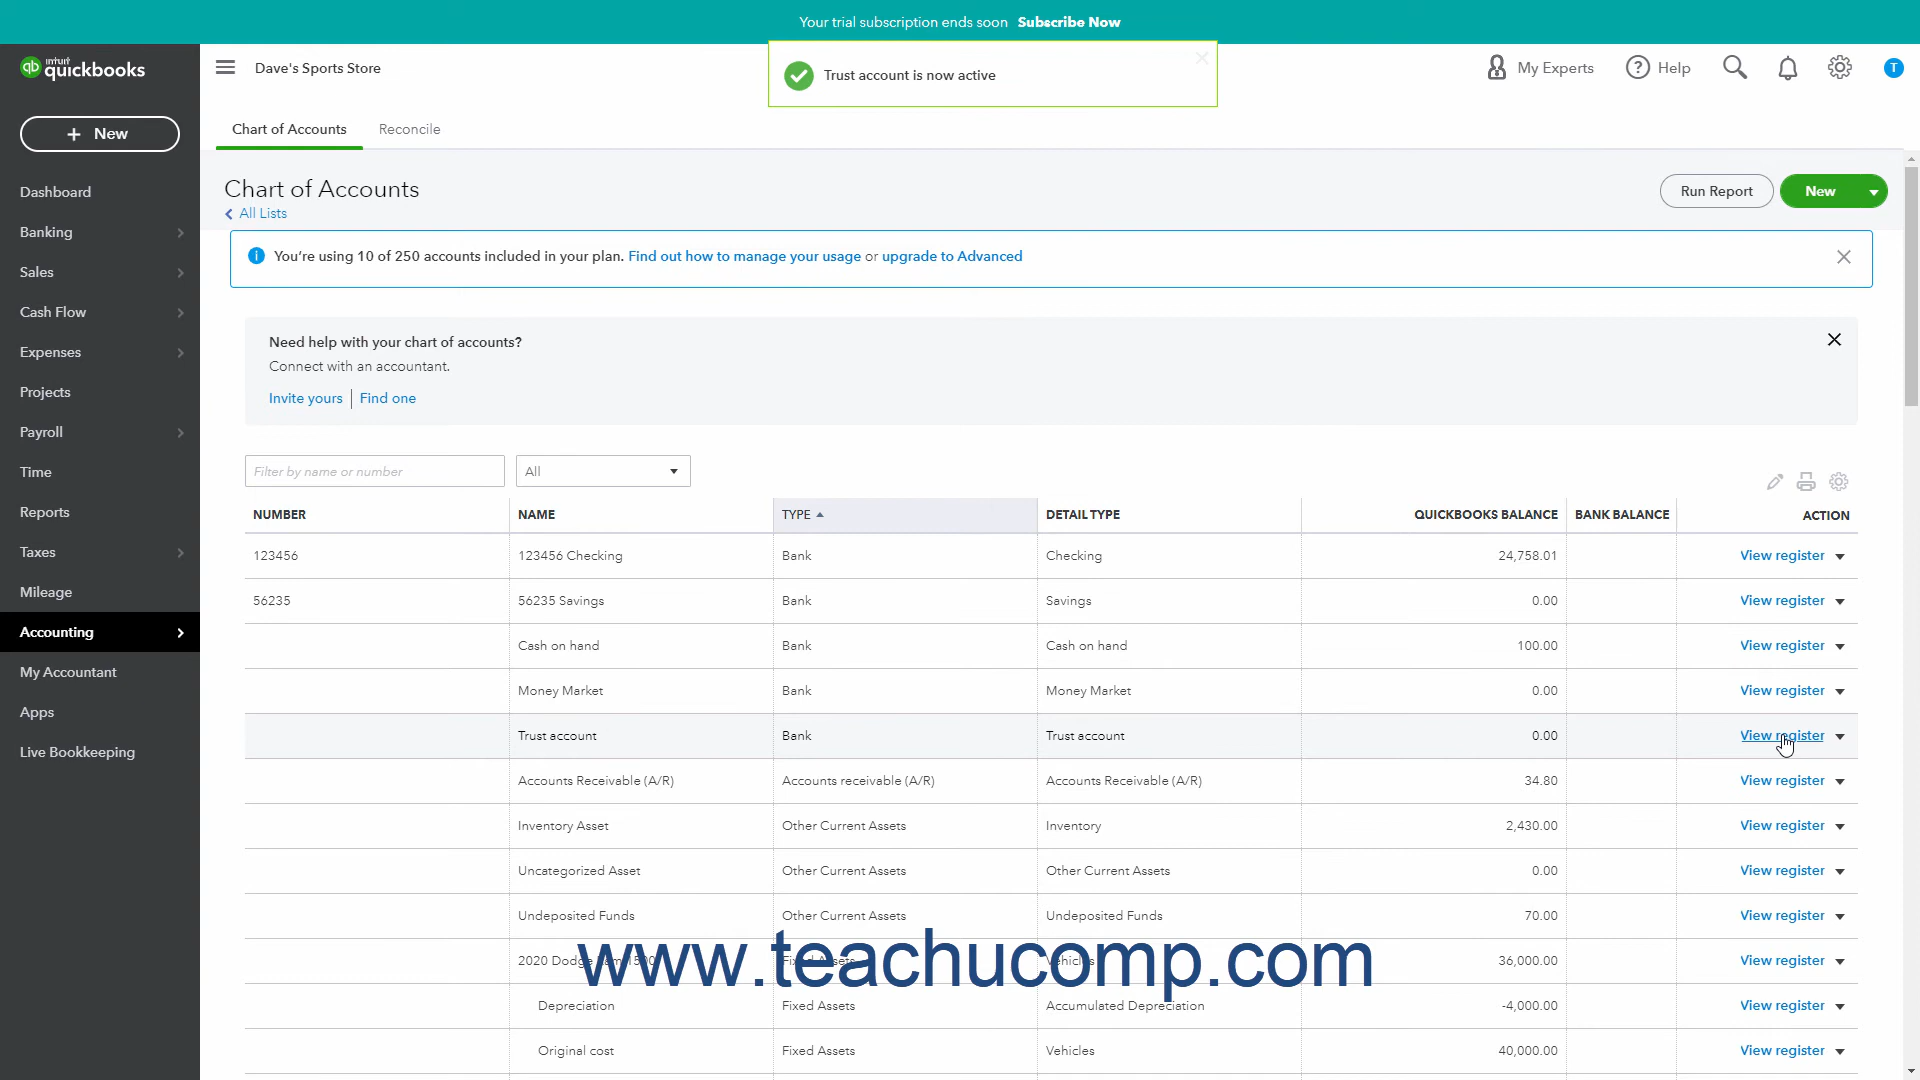 Your trial subscription ends soon Subscribe Now
intuit quickbooks
Dave's Sports Store
Trust account is now active
My Experts
Help
T
+ New
Chart of Accounts
Reconcile
Dashboard
Banking
Sales
Cash Flow
Expenses
Projects
Payroll
Time
Reports
Taxes
Mileage
Accounting
My Accountant
Apps
Live Bookkeeping
Chart of Accounts
All Lists
Run Report
New
You're using 10 of 250 accounts included in your plan. Find out how to manage your usage or upgrade to Advanced
Need help with your chart of accounts?
Connect with an accountant.
Invite yours | Find one
Filter by name or number
All
NUMBER NAME TYPE DETAIL TYPE QUICKBOOKS BALANCE BANK BALANCE ACTION
123456 123456 Checking Bank Checking 24,758.01 View register
56235 56235 Savings Bank Savings 0.00 View register
Cash on hand Bank Cash on hand 100.00 View register
Money Market Bank Money Market 0.00 View register
Trust account Bank Trust account 0.00 View register
Accounts Receivable (A/R) Accounts receivable (A/R) Accounts Receivable (A/R) 34.80 View register
Inventory Asset Other Current Assets Inventory 2,430.00 View register
Uncategorized Asset Other Current Assets Other Current Assets 0.00 View register
Undeposited Funds Other Current Assets Undeposited Funds 70.00 View register
2020 Dodge Ram 1500 Fixed Assets Vehicles 36,000.00 View register
www.teachucomp.com
Depreciation Fixed Assets Accumulated Depreciation -4,000.00 View register
Original cost Fixed Assets Vehicles 40,000.00 View register